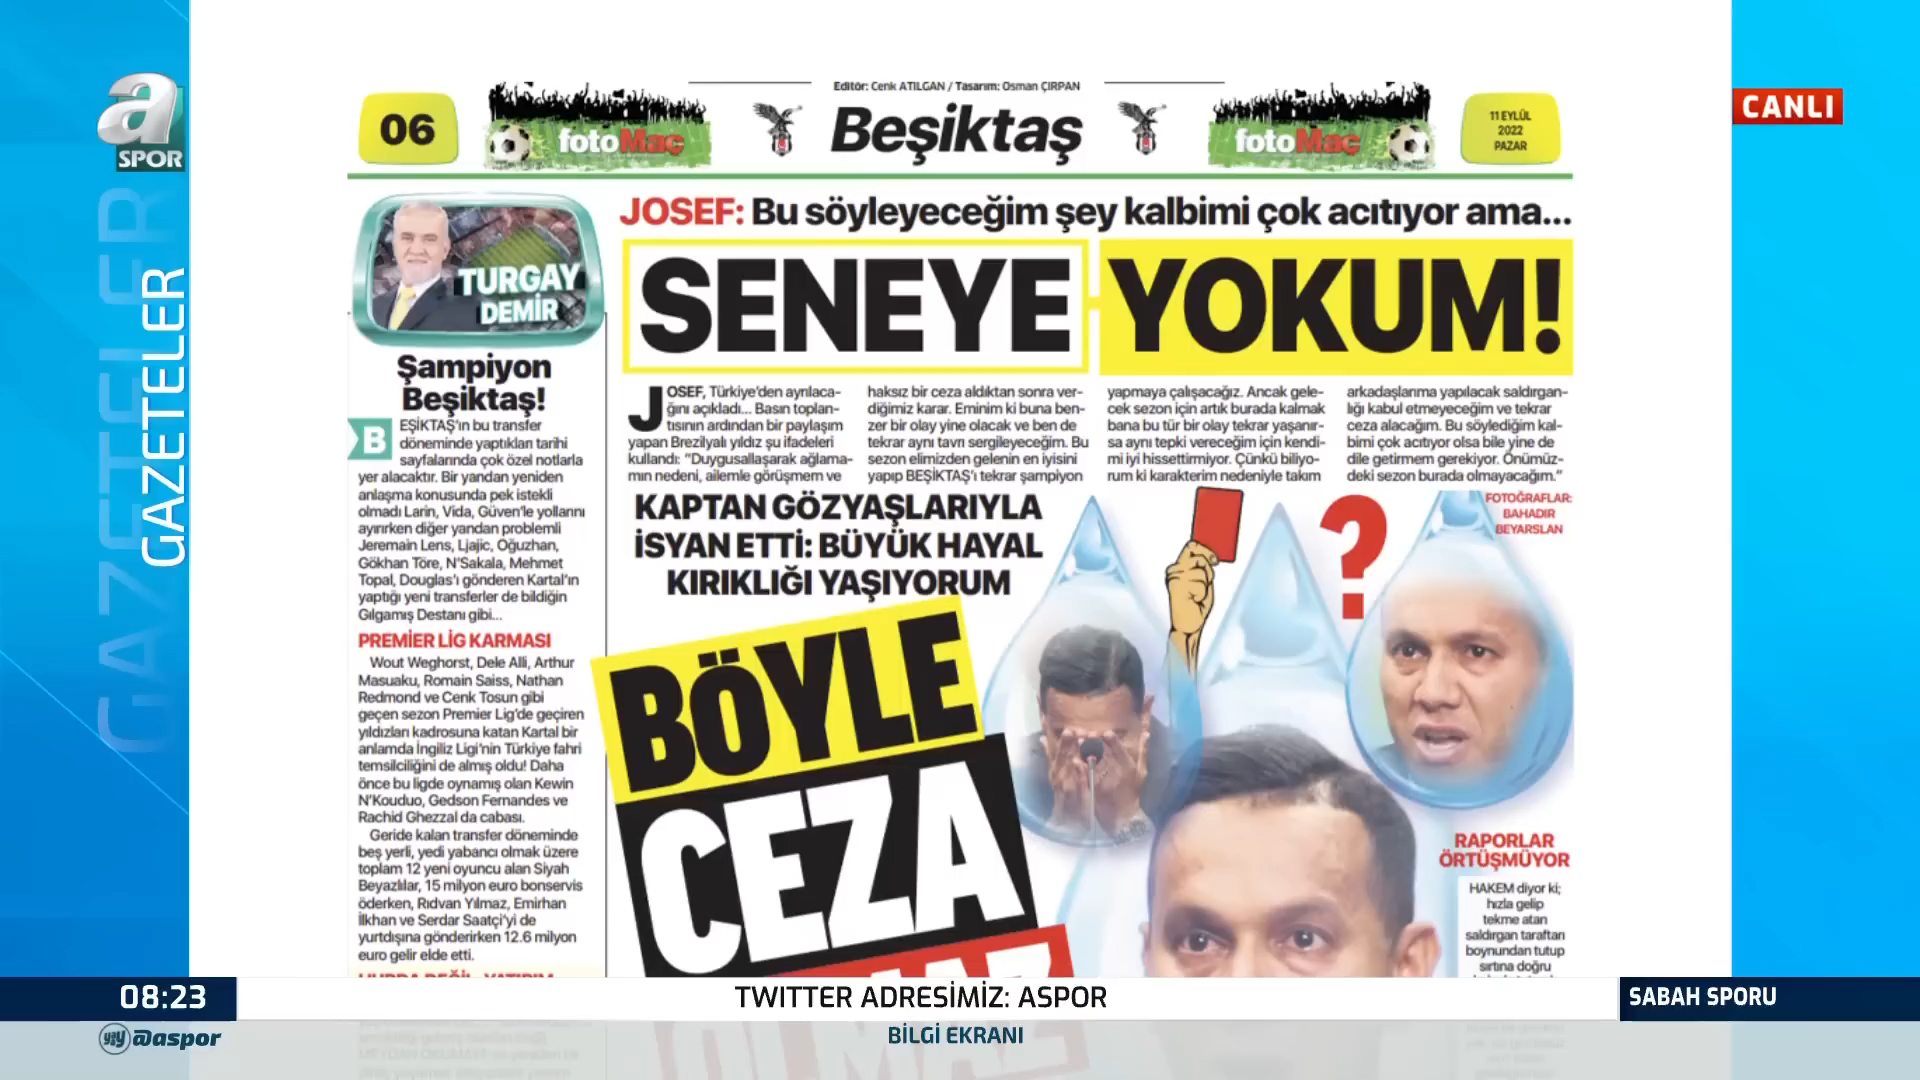 a
SPOR
GAZETELER
GAZETELER
CANLI
06
fotoMaç
Editör: Cenk ATILGAN / Tasarım: Osman ÇIRPAN
Beşiktaş
fotoMaç
11 EYLÜL
2022
PAZAR
TURGAY
DEMİR
Şampiyon
Beşiktaş!
BEŞİKTAŞ'ın bu transfer
döneminde yaptıkları tarihi
sayfalarında çok özel notlarla
yer alacaktır. Bir yandan yeniden
anlaşma konusunda pek istekli
olmadı Larin, Vida, Güven'le yollarını
ayırırken diğer yandan problemli
Jeremain Lens, Ljajic, Oğuzhan,
Gökhan Töre, N'Sakala, Mehmet
Topal, Douglas'ı gönderen Kartal'ın
yaptığı yeni transferler de bildiğin
Gılgamış Destanı gibi...
PREMİER LİG KARMASI
Wout Weghorst, Dele Alli, Arthur
Masuaku, Romain Saiss, Nathan
Redmond ve Cenk Tosun gibi
geçen sezon Premier Lig'de geçiren
yıldızları kadrosuna katan Kartal bir
anlamda İngiliz Ligi'nin Türkiye fahri
temsilciliğini de almış oldu! Daha
önce bu ligde oynamış olan Kewin
N'Kouduo, Gedson Fernandes ve
Rachid Ghezzal da cabası.
Geride kalan transfer döneminde
beş yerli, yedi yabancı olmak üzere
toplam 12 yeni oyuncu alan Siyah
Beyazlılar, 15 milyon euro bonservis
öderken, Rıdvan Yılmaz, Emirhan
İlkhan ve Serdar Saatçi'yi de
yurtdışına gönderirken 12.6 milyon
euro gelir elde etti.
JOSEF: Bu söyleyeceğim şey kalbimi çok acıtıyor ama...
SENEYE YOKUM!
JOSEF, Türkiye'den ayrılaca-
ğını açıkladı... Basın toplan-
tısının ardından bir paylaşım
yapan Brezilyalı yıldız şu ifadeleri
kullandı: "Duygusallaşarak ağlama-
mın nedeni, ailemle görüşmem ve
haksız bir ceza aldıktan sonra ver-
diğimiz karar. Eminim ki buna ben-
zer bir olay yine olacak ve ben de
tekrar aynı tavrı sergileyeceğim. Bu
sezon elimizden gelenin en iyisini
yapıp BEŞİKTAŞ'ı tekrar şampiyon
yapmaya çalışacağız. Ancak gele-
cek sezon için artık burada kalmak
bana bu tür bir olay tekrar yaşanır-
sa aynı tepki vereceğim için kendi-
mi iyi hissettirmiyor. Çünkü biliyo-
rum ki karakterim nedeniyle takım
arkadaşlarıma yapılacak saldırgan-
lığı kabul etmeyeceğim ve tekrar
ceza alacağım. Bu söylediğim kal-
bimi çok acıtıyor olsa bile yine de
dile getirmem gerekiyor. Önümüz-
deki sezon burada olmayacağım."
KAPTAN GÖZYAŞLARIYLA
İSYAN ETTİ: BÜYÜK HAYAL
KIRIKLIĞI YAŞIYORUM
?
FOTOĞRAFLAR:
BAHADIR
BEYARSLAN
BÖYLE
CEZA
RAPORLAR
ÖRTÜŞMÜYOR
HAKEM diyor ki;
hızla gelip
tekme atan
saldırgan taraftarı
boynundan tutup
sırtına doğru
08:23
TWITTER ADRESİMİZ: ASPOR
SABAH SPORU
@aspor
BİLGİ EKRANI